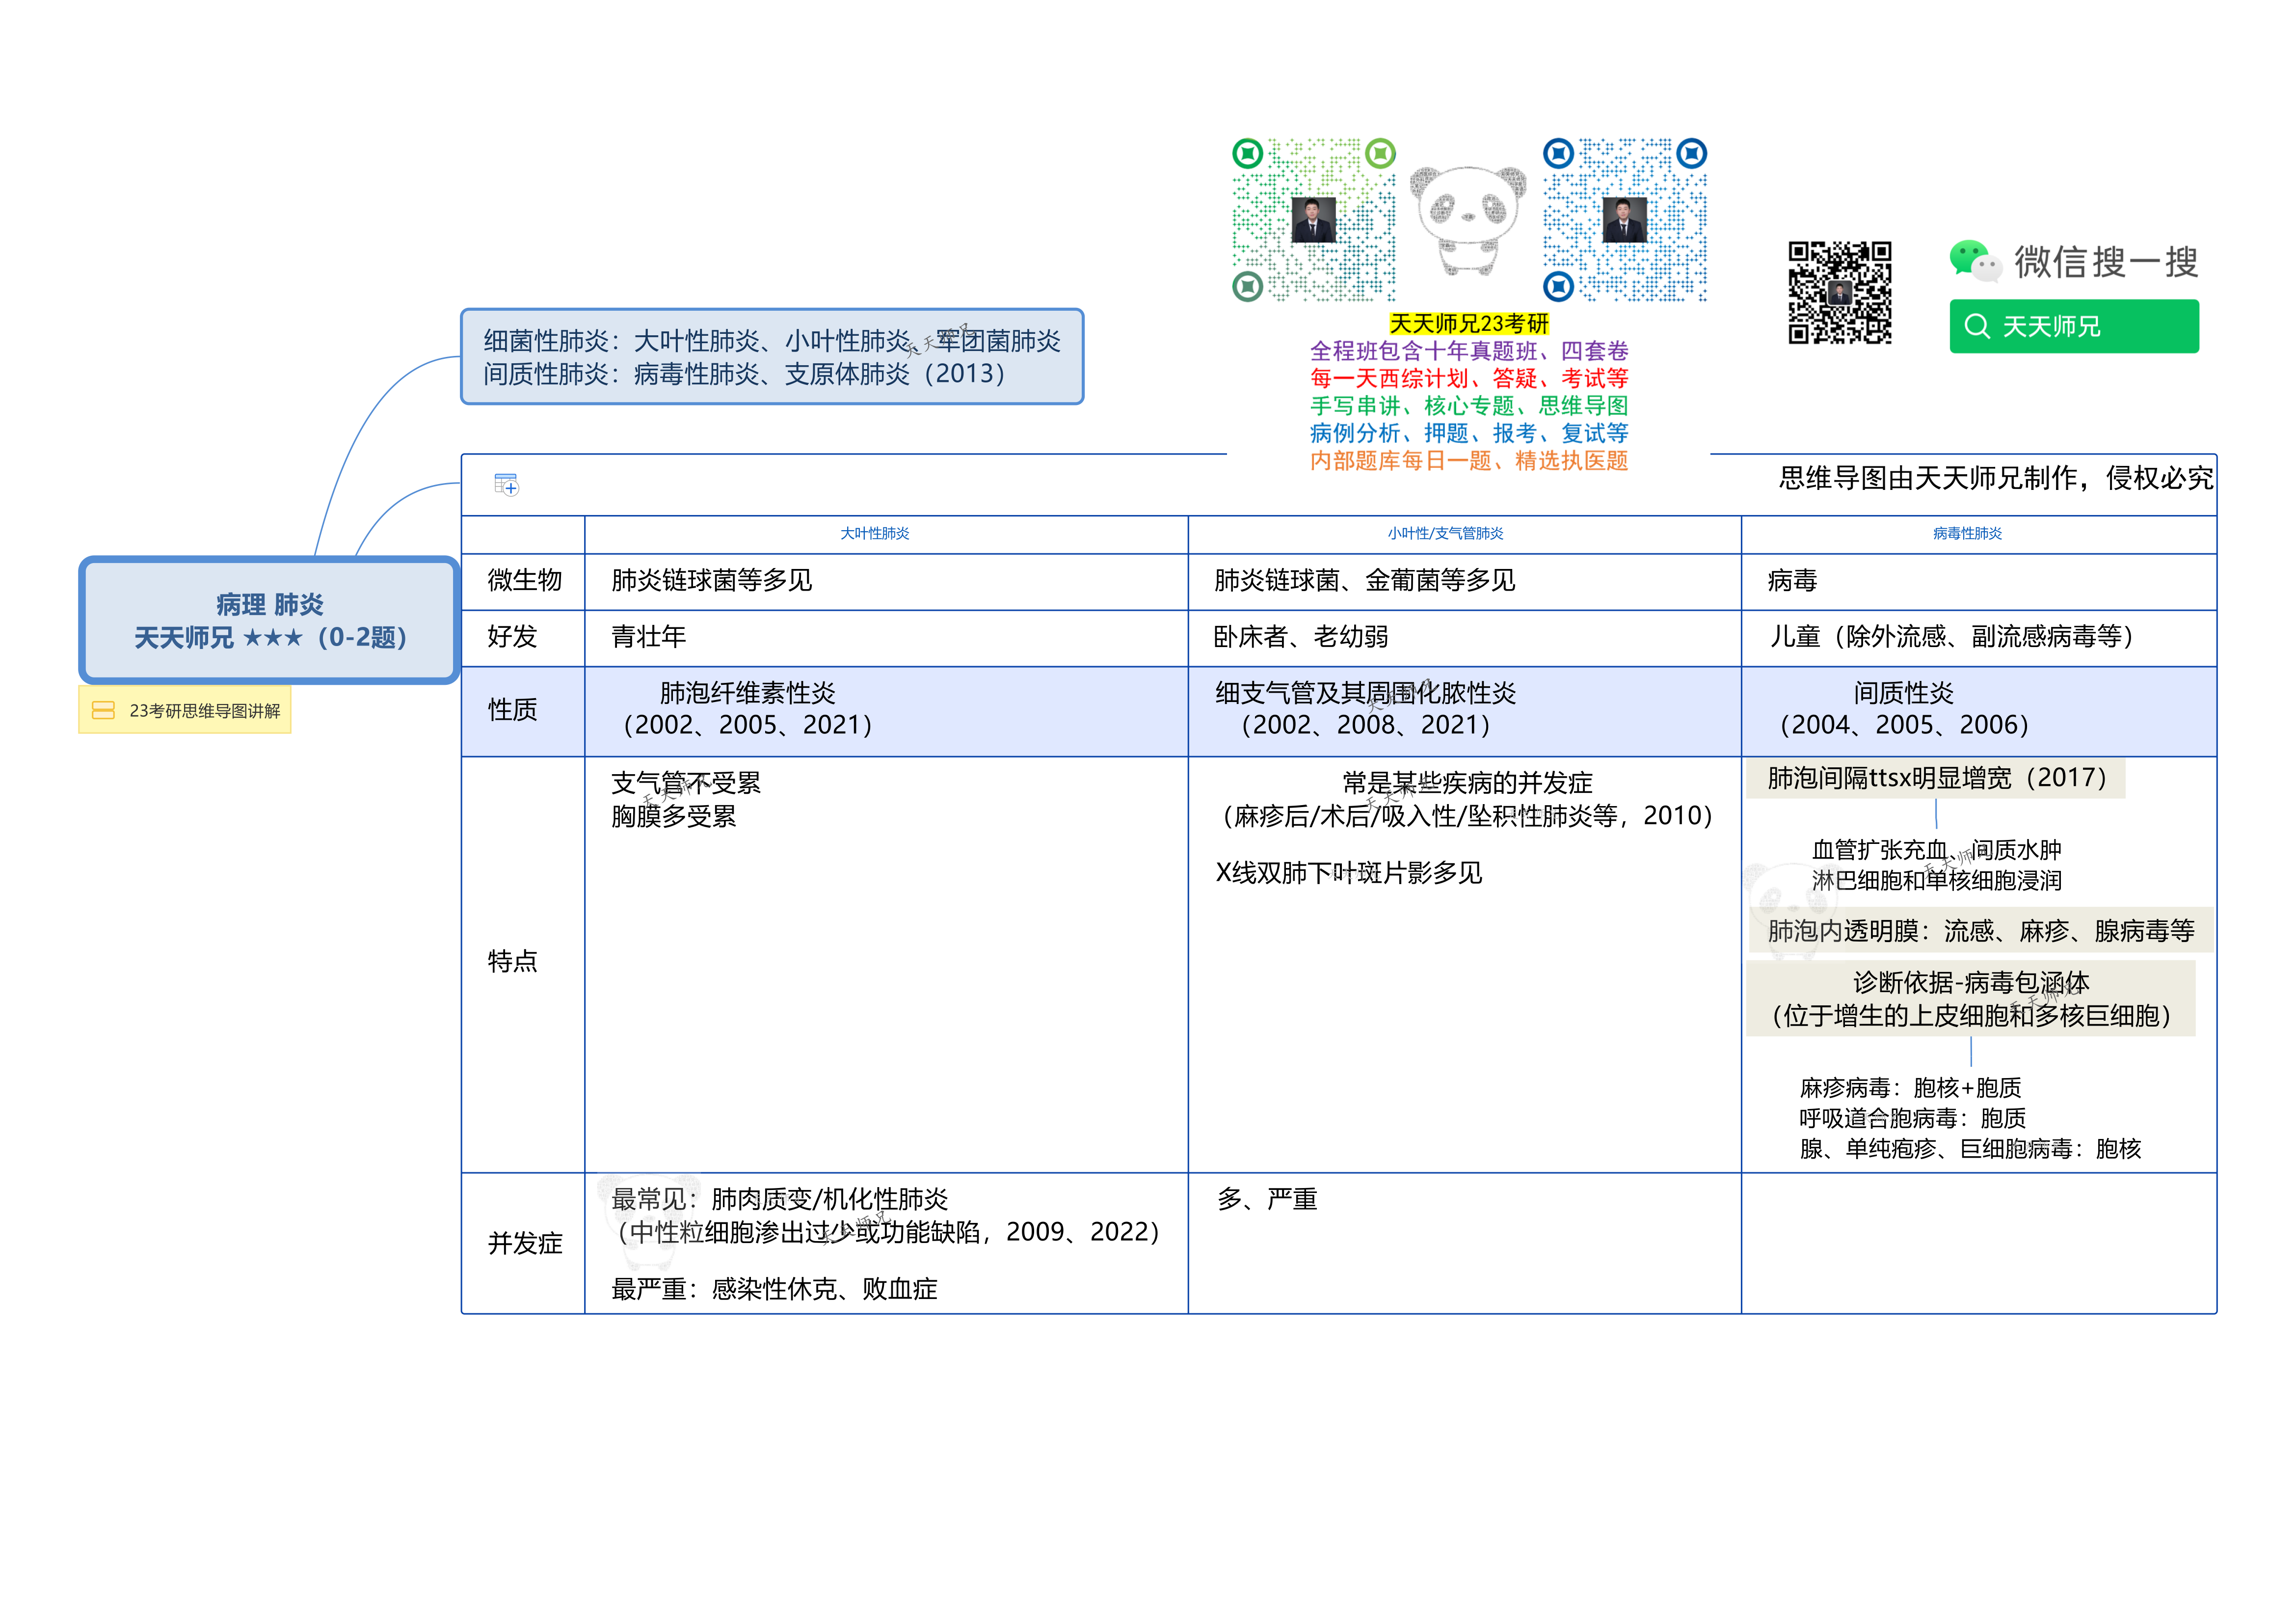 天天师兄23考研
全程班包含十年真题班、四套卷
每一天西综计划、答疑、考试等
手写串讲、核心专题、思维导图
病例分析、押题、报考、复试等
内部题库每日一题、精选执医题
微信搜一搜
天天师兄
细菌性肺炎：大叶性肺炎、小叶性肺炎、军团菌肺炎
间质性肺炎：病毒性肺炎、支原体肺炎（2013）
思维导图由天天师兄制作，侵权必究
病理 肺炎
天天师兄 ★★★（0-2题）
23考研思维导图讲解
大叶性肺炎
小叶性/支气管肺炎
病毒性肺炎
微生物
肺炎链球菌等多见
肺炎链球菌、金葡菌等多见
病毒
好发
青壮年
卧床者、老幼弱
儿童（除外流感、副流感病毒等）
性质
肺泡纤维素性炎
（2002、2005、2021）
细支气管及其周围化脓性炎
（2002、2008、2021）
间质性炎
（2004、2005、2006）
特点
支气管不受累
胸膜多受累
常是某些疾病的并发症
（麻疹后/术后/吸入性/坠积性肺炎等，2010）
X线双肺下叶斑片影多见
肺泡间隔ttsx明显增宽（2017）
血管扩张充血、间质水肿
淋巴细胞和单核细胞浸润
肺泡内透明膜：流感、麻疹、腺病毒等
诊断依据-病毒包涵体
（位于增生的上皮细胞和多核巨细胞）
麻疹病毒：胞核+胞质
呼吸道合胞病毒：胞质
腺、单纯疱疹、巨细胞病毒：胞核
并发症
最常见：肺肉质变/机化性肺炎
（中性粒细胞渗出过少或功能缺陷，2009、2022）
最严重：感染性休克、败血症
多、严重